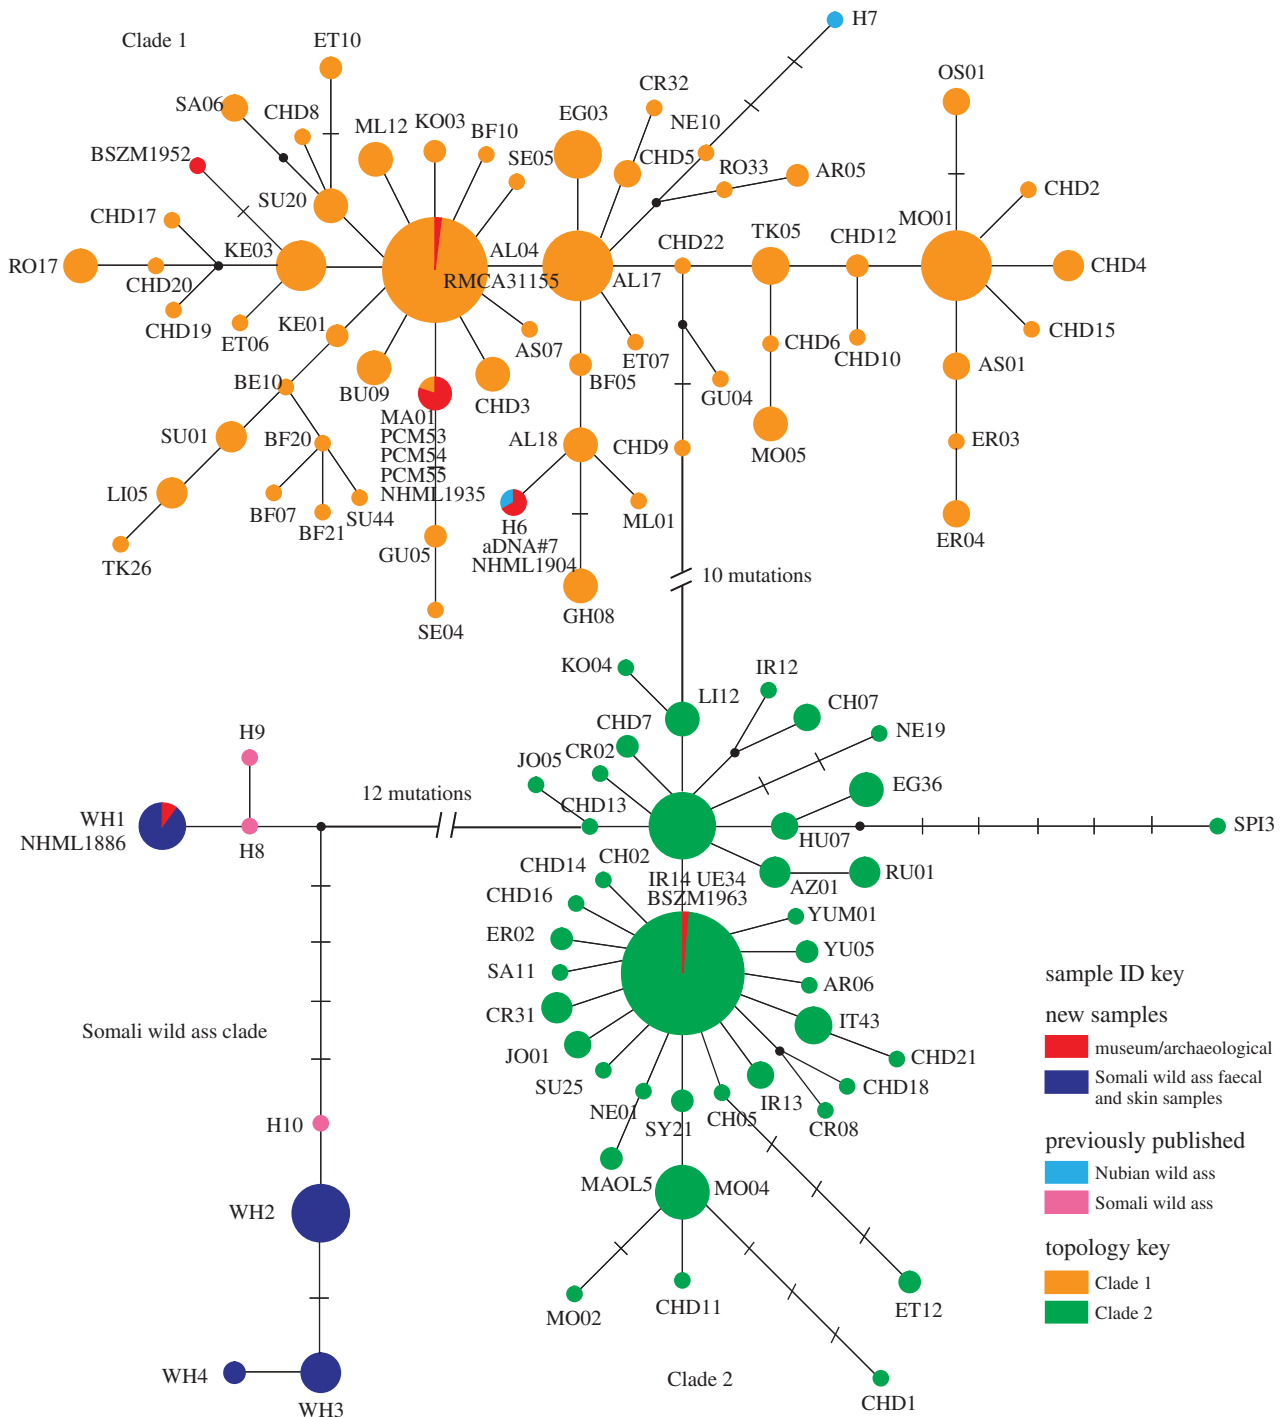 H7
Clade 1
ET10
OS01
CR32
SA06
CHD8
EG03
ML12
KO03
NE10
BF10
BSZM1952
SE05
CHD5
RO33
AR05
CHD2
SU20
CHD17
MO01
TK05
CHD12
CHD22
KE03
AL04
RO17
CHD4
CHD20
RMCA31155
AL17
CHD19
KE01
ET06
AS07
CHD15
CHD6
ET07
CHD10
AS01
BE10
BU09
BF05
GU04
CHD3
MA01
PCM53
PCM54
PCM55
NHML1935
SU01
BF20
AL18
CHD9
ER03
MO05
LI05
BF07
SU44
BF21
ML01
H6
aDNA#7
NHML1904
ER04
GU05
TK26
10 mutations
GH08
SE04
KO04
IR12
LI12
CH07
CHD7
NE19
H9
CR02
JO05
EG36
12 mutations
CHD13
WH1
NHML1886
SPI3
HU07
H8
CH02
CHD14
IR14 UE34
BSZM1963
AZ01
RU01
CHD16
YUM01
ER02
YU05
SA11
AR06
CR31
IT43
Somali wild ass clade
JO01
CHD21
SU25
CHD18
IR13
NE01
CH05
H10
SY21
CR08
MAOL5
MO04
WH2
CHD11
MO02
ET12
WH4
Clade 2
CHD1
WH3
sample ID key
new samples
museum/archaeological
Somali wild ass faecal
and skin samples
previously published
Nubian wild ass
Somali wild ass
topology key
Clade 1
Clade 2